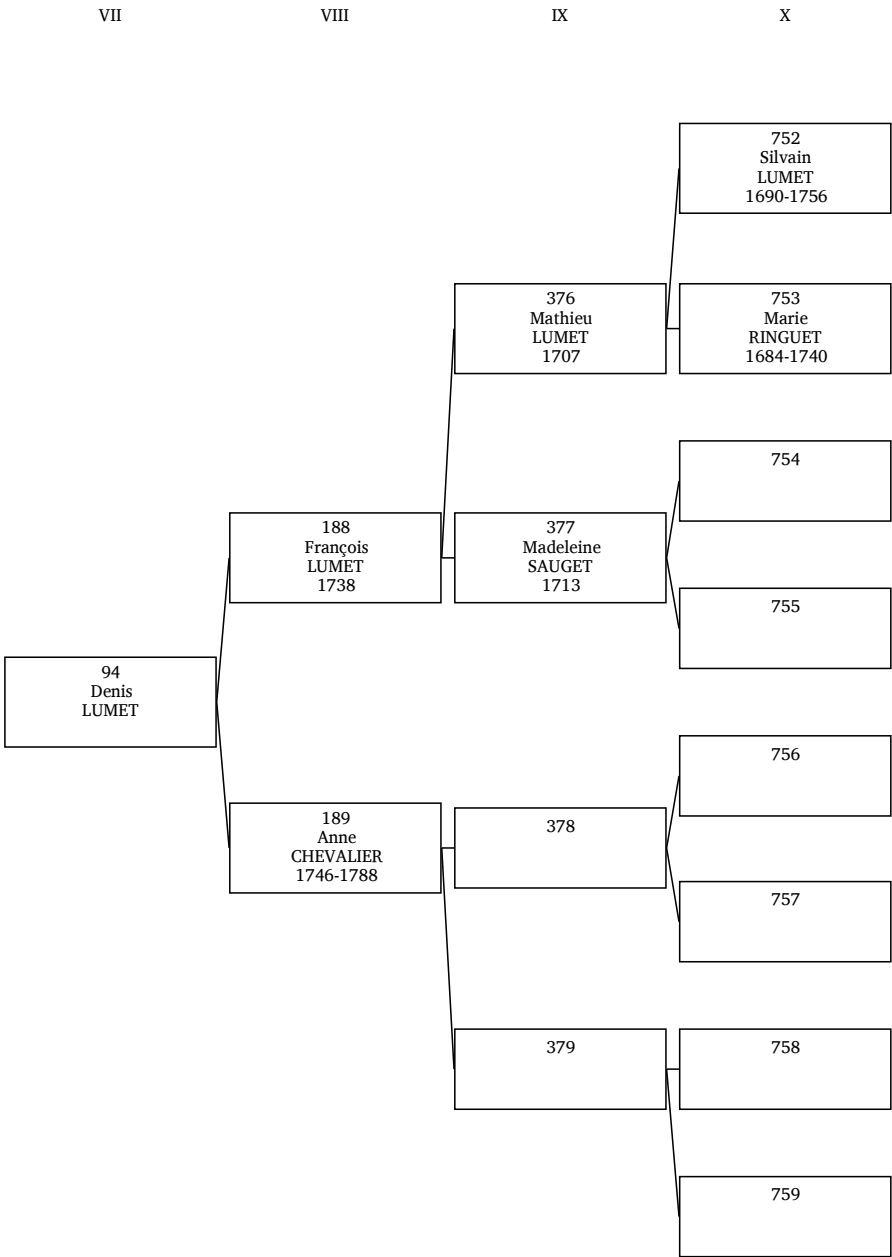 VII VIII IX X
752
Silvain
LUMET
1690-1756
376
Mathieu
LUMET
1707
753
Marie
RINGUET
1684-1740
754
188
François
LUMET
1738
377
Madeleine
SAUGET
1713
755
94
Denis
LUMET
756
189
Anne
CHEVALIER
1746-1788
378
757
379
758
759